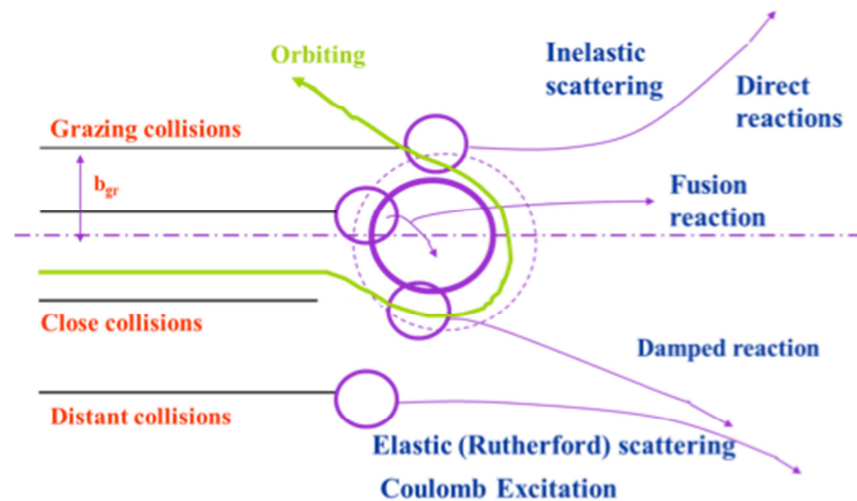 Orbiting
Inelastic
scattering
Direct
reactions
Grazing collisions
b_gr
Fusion
reaction
Close collisions
Damped reaction
Distant collisions
Elastic (Rutherford) scattering
Coulomb Excitation